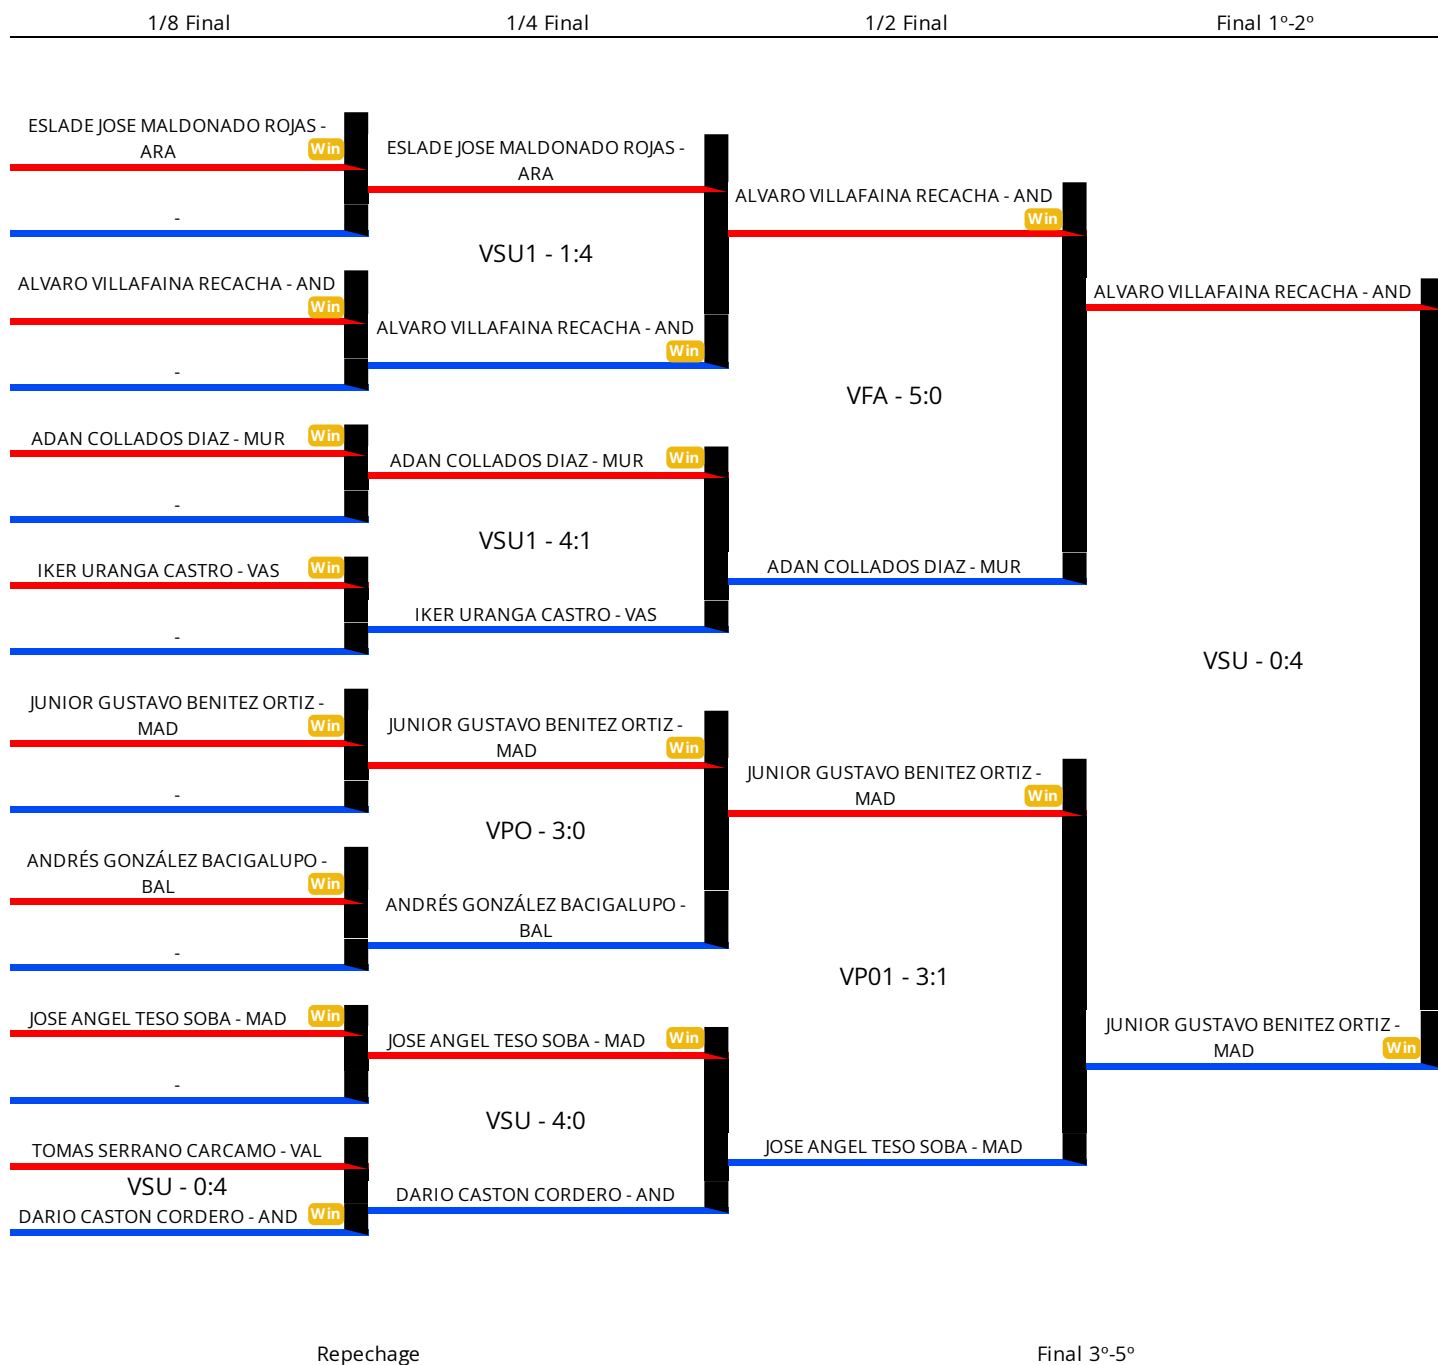 1/8 Final
1/4 Final
1/2 Final
Final 1º-2º
ESLADE JOSE MALDONADO ROJAS -
ARA
Win
-
ALVARO VILLAFAINA RECACHA - AND
Win
-
ADAN COLLADOS DIAZ - MUR
Win
-
IKER URANGA CASTRO - VAS
Win
-
JUNIOR GUSTAVO BENITEZ ORTIZ -
MAD
Win
-
ANDRÉS GONZÁLEZ BACIGALUPO -
BAL
Win
-
JOSE ANGEL TESO SOBA - MAD
Win
-
TOMAS SERRANO CARCAMO - VAL
VSU - 0:4
DARIO CASTON CORDERO - AND
Win
ESLADE JOSE MALDONADO ROJAS -
ARA
VSU1 - 1:4
ALVARO VILLAFAINA RECACHA - AND
Win
ADAN COLLADOS DIAZ - MUR
Win
VSU1 - 4:1
IKER URANGA CASTRO - VAS
JUNIOR GUSTAVO BENITEZ ORTIZ -
MAD
Win
VPO - 3:0
ANDRÉS GONZÁLEZ BACIGALUPO -
BAL
JOSE ANGEL TESO SOBA - MAD
Win
VSU - 4:0
DARIO CASTON CORDERO - AND
ALVARO VILLAFAINA RECACHA - AND
Win
VFA - 5:0
ADAN COLLADOS DIAZ - MUR
JUNIOR GUSTAVO BENITEZ ORTIZ -
MAD
Win
VP01 - 3:1
JOSE ANGEL TESO SOBA - MAD
ALVARO VILLAFAINA RECACHA - AND
VSU - 0:4
JUNIOR GUSTAVO BENITEZ ORTIZ -
MAD
Win
Repechage
Final 3º-5º